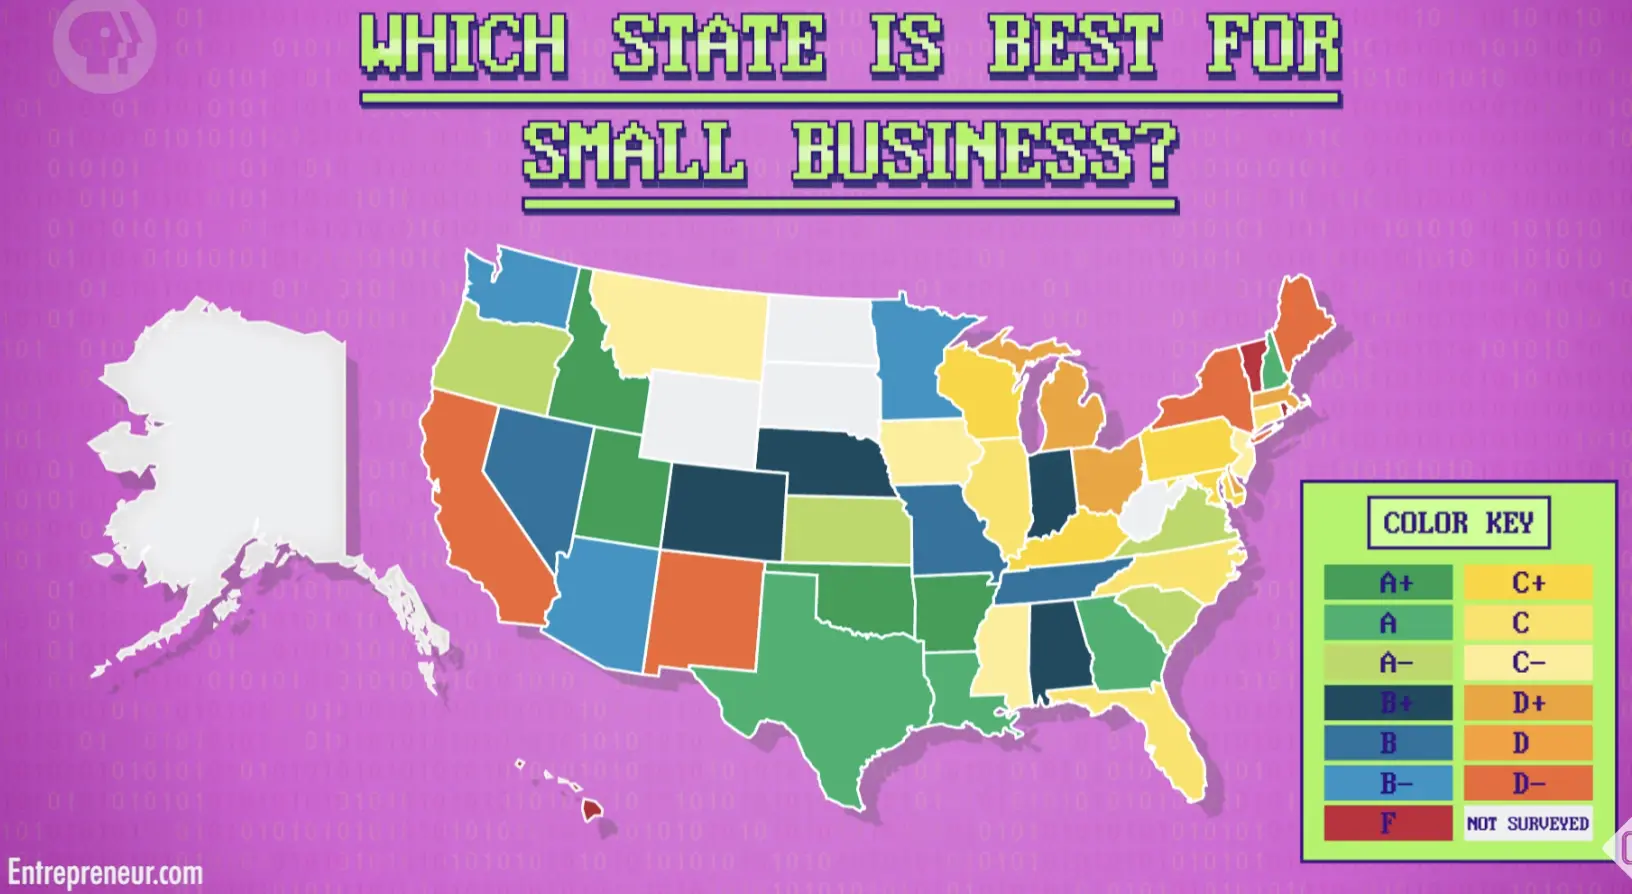 WHICH STATE IS BEST FOR
SMALL BUSINESS?
COLOR KEY
A+
C+
A
C
A-
C-
B+
D+
B
D
B-
D-
F
NOT SURVEYED
Entrepreneur.com